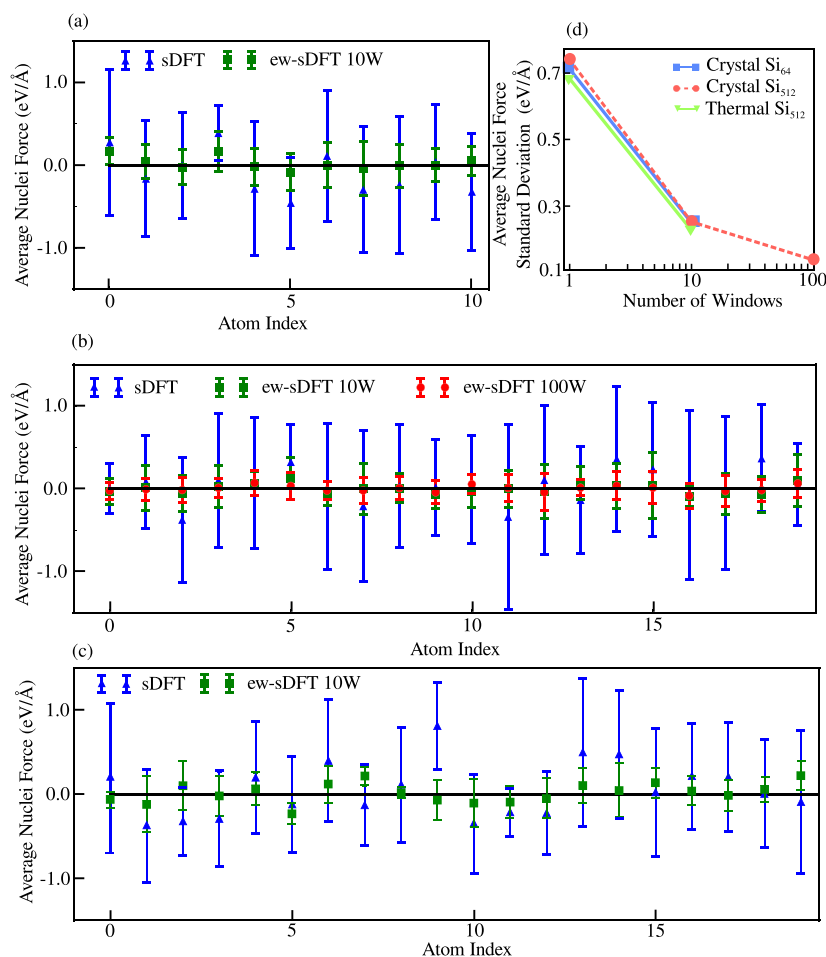 (a)
sDFT
ew-sDFT 10W
1.0
0.0
-1.0
Average Nuclei Force (eV/Å)
0
5
10
Atom Index
(d)
Crystal Si64
Crystal Si512
Thermal Si512
0.7
0.5
0.3
0.1
Average Nuclei Force
Standard Deviation (eV/Å)
1
10
100
Number of Windows
(b)
sDFT
ew-sDFT 10W
ew-sDFT 100W
1.0
0.0
-1.0
Average Nuclei Force (eV/Å)
0
5
10
15
Atom Index
(c)
sDFT
ew-sDFT 10W
1.0
0.0
-1.0
Average Nuclei Force (eV/Å)
0
5
10
15
Atom Index